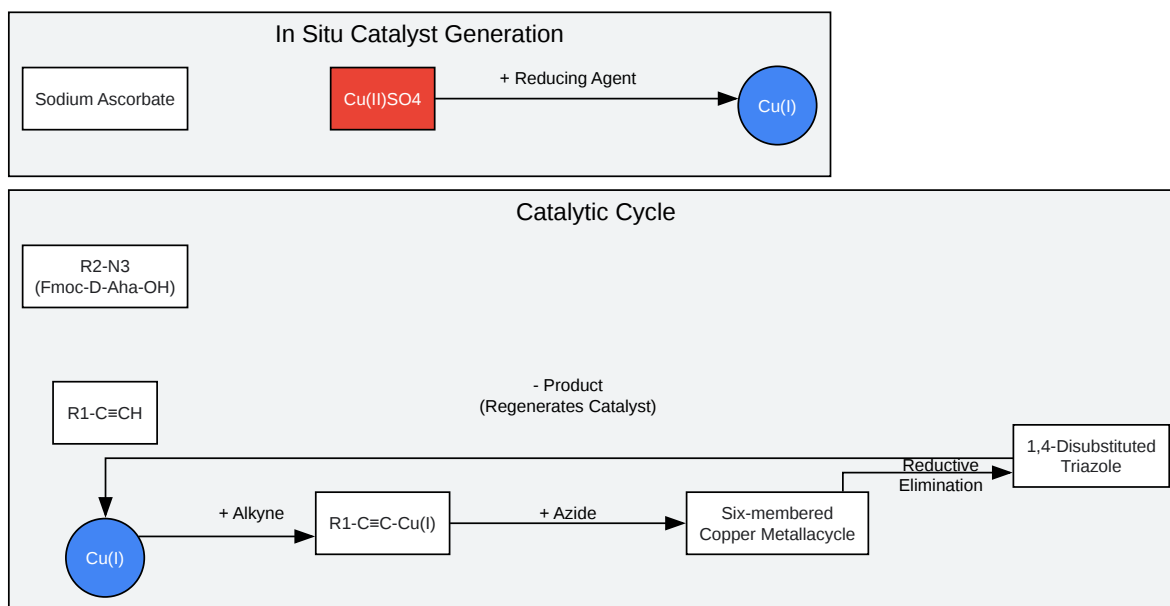 In Situ Catalyst Generation
Sodium Ascorbate
Cu(II)SO4
+ Reducing Agent
Cu(I)
Catalytic Cycle
R2-N3
(Fmoc-D-Aha-OH)
R1-C≡CH
- Product
(Regenerates Catalyst)
1,4-Disubstituted
Triazole
Reductive
Elimination
Cu(I)
+ Alkyne
R1-C≡C-Cu(I)
+ Azide
Six-membered
Copper Metallacycle